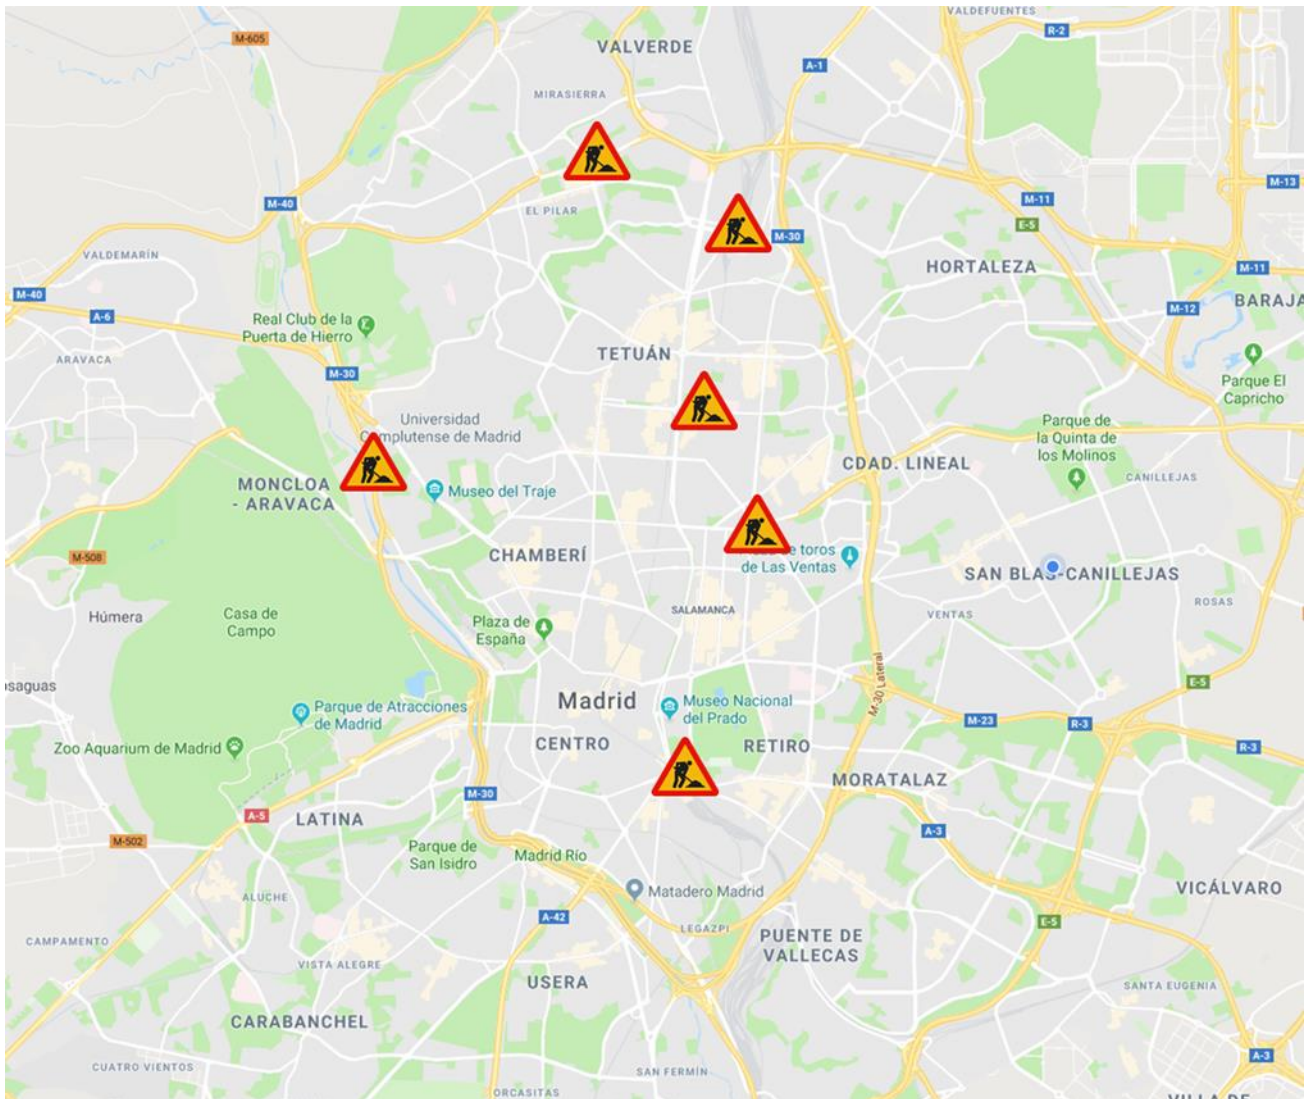 VALDEFUENTES
R-2
M-605
VALVERDE
A-1
MIRASIERRA
M-13
M-11
M-40
EL PILAR
E-5
M-30
VALDEMARÍN
HORTALEZA
M-11
M-40
BARAJA
A-6
M-12
Real Club de la
Puerta de Hierro
TETUÁN
ARAVACA
M-30
Parque El
Capricho
Universidad
Complutense de Madrid
Parque de
la Quinta de
los Molinos
CDAD. LINEAL
CANILLEJAS
MONCLOA
- ARAVACA
Museo del Traje
M-508
CHAMBERÍ
de toros
de Las Ventas
SAN BLAS-CANILLEJAS
ROSAS
Húmera
Casa de
Campo
SALAMANCA
VENTAS
Plaza de
España
osaguas
E-5
M-30 Lateral
Madrid
Museo Nacional
del Prado
Parque de Atracciones
de Madrid
M-23
R-3
R-3
Zoo Aquarium de Madrid
CENTRO
RETIRO
MORATALAZ
M-30
A-5
LATINA
A-3
M-502
Parque de
San Isidro
Madrid Río
Matadero Madrid
VICÁLVARO
ALUCHE
A-42
E-5
LEGAZPI
CAMPAMENTO
PUENTE DE
VALLECAS
VISTA ALEGRE
USERA
SANTA EUGENIA
CARABANCHEL
A-3
CUATRO VIENTOS
SAN FERMÍN
ORCASITAS
VILLA DE